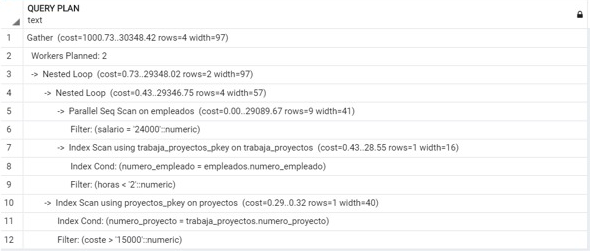 QUERY PLAN
text
1 Gather (cost=1000.73..30348.42 rows=4 width=97)
2 Workers Planned: 2
3 -> Nested Loop (cost=0.73..29348.02 rows=2 width=97)
4 -> Nested Loop (cost=0.43..29346.75 rows=4 width=57)
5 -> Parallel Seq Scan on empleados (cost=0.00..29089.67 rows=9 width=41)
6 Filter: (salario = '24000'::numeric)
7 -> Index Scan using trabaja_proyectos_pkey on trabaja_proyectos (cost=0.43..28.55 rows=1 width=16)
8 Index Cond: (numero_empleado = empleados.numero_empleado)
9 Filter: (horas < '2'::numeric)
10 -> Index Scan using proyectos_pkey on proyectos (cost=0.29..0.32 rows=1 width=40)
11 Index Cond: (numero_proyecto = trabaja_proyectos.numero_proyecto)
12 Filter: (coste > '15000'::numeric)